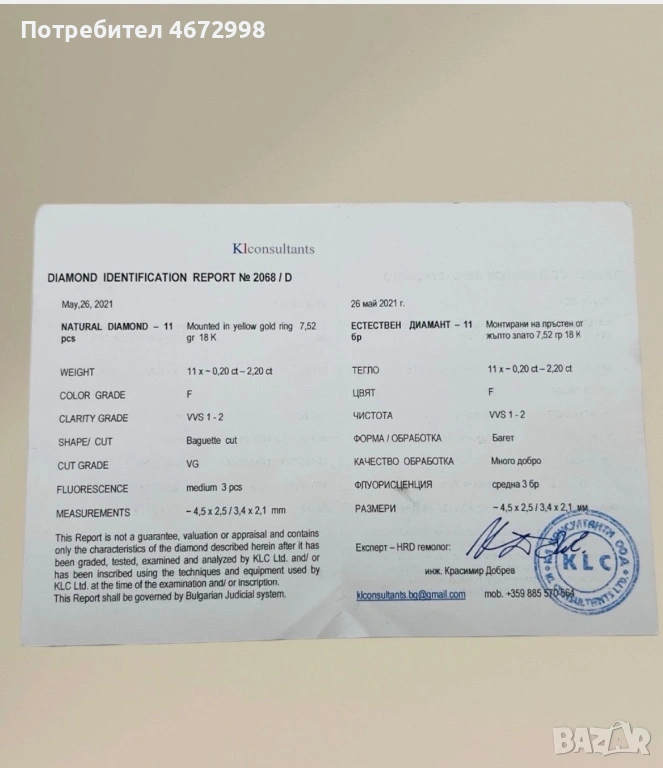 Потребител 4672998
Klconsultants
DIAMOND IDENTIFICATION REPORT № 2068 / D
May,26, 2021
NATURAL DIAMOND – 11 pcs
Mounted in yellow gold ring 7,52 gr 18 K
WEIGHT 11 x ~ 0,20 ct – 2,20 ct
COLOR GRADE F
CLARITY GRADE VVS 1 - 2
SHAPE/ CUT Baguette cut
CUT GRADE VG
FLUORESCENCE medium 3 pcs
MEASUREMENTS ~ 4,5 x 2,5 / 3,4 x 2,1 mm
This Report is not a guarantee, valuation or appraisal and contains
only the characteristics of the diamond described herein after it has
been graded, tested, examined and analyzed by KLC Ltd. and/ or
has been inscribed using the techniques and equipment used by
KLC Ltd. at the time of the examination and/ or inscription.
This Report shall be governed by Bulgarian Judicial system.
26 май 2021 г.
ЕСТЕСТВЕН ДИАМАНТ – 11 бр
Монтирани на пръстен от жълто злато 7,52 гр 18 K
ТЕГЛО 11 x ~ 0,20 ct – 2,20 ct
ЦВЯТ F
ЧИСТОТА VVS 1 - 2
ФОРМА / ОБРАБОТКА Багет
КАЧЕСТВО ОБРАБОТКА Много добро
ФЛУОРИСЦЕНЦИЯ средна 3 бр
РАЗМЕРИ ~ 4,5 x 2,5 / 3,4 x 2,1 мм
Експерт – HRD гемолог:
инж. Красимир Добрев
klconsultants.bg@gmail.com mob. +359 885 570 564
KLC
BAZAR